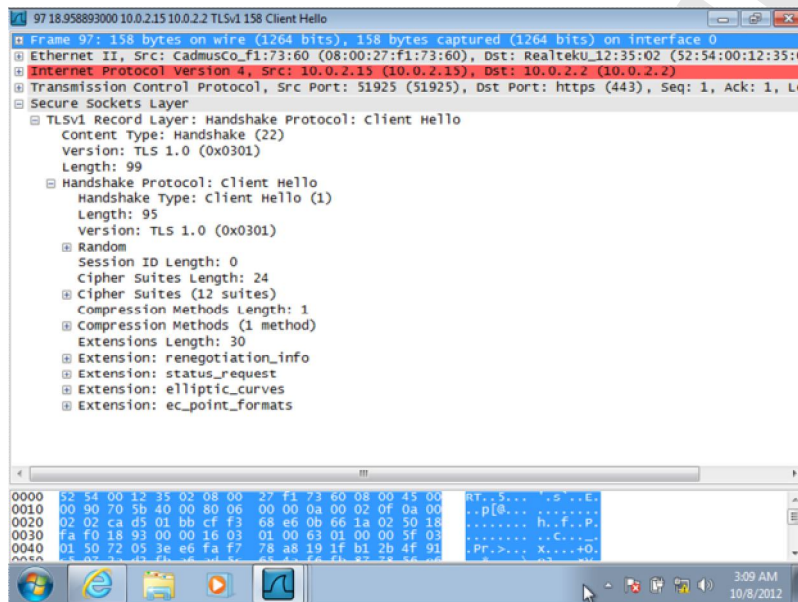 97 18.958893000 10.0.2.15 10.0.2.2 TLSv1 158 Client Hello
Frame 97: 158 bytes on wire (1264 bits), 158 bytes captured (1264 bits) on interface 0
Ethernet II, Src: CadmusCo_f1:73:60 (08:00:27:f1:73:60), Dst: RealtekU_12:35:02 (52:54:00:12:35:0
Internet Protocol Version 4, Src: 10.0.2.15 (10.0.2.15), Dst: 10.0.2.2 (10.0.2.2)
Transmission Control Protocol, Src Port: 51925 (51925), Dst Port: https (443), Seq: 1, Ack: 1, L
Secure Sockets Layer
TLSv1 Record Layer: Handshake Protocol: Client Hello
Content Type: Handshake (22)
Version: TLS 1.0 (0x0301)
Length: 99
Handshake Protocol: Client Hello
Handshake Type: Client Hello (1)
Length: 95
Version: TLS 1.0 (0x0301)
Random
Session ID Length: 0
Cipher Suites Length: 24
Cipher Suites (12 suites)
Compression Methods Length: 1
Compression Methods (1 method)
Extensions Length: 30
Extension: renegotiation_info
Extension: status_request
Extension: elliptic_curves
Extension: ec_point_formats
0000 52 54 00 12 35 02 08 00 27 f1 73 60 08 00 45 00 RT..5... '.s`..E.
0010 00 90 70 5b 40 00 80 06 00 00 0a 00 02 0f 0a 00 ..p[@... ........
0020 02 02 ca d5 01 bb cf f3 68 e6 0b 66 1a 02 50 18 ........ h..f..P.
0030 fa f0 18 93 00 00 16 03 01 00 63 01 00 00 5f 03 ........ ..c..._.
0040 01 50 72 05 3e e6 fa f7 78 a8 19 1f b1 2b 4f 91 .Pr.>... x....+O.
3:09 AM
10/8/2012